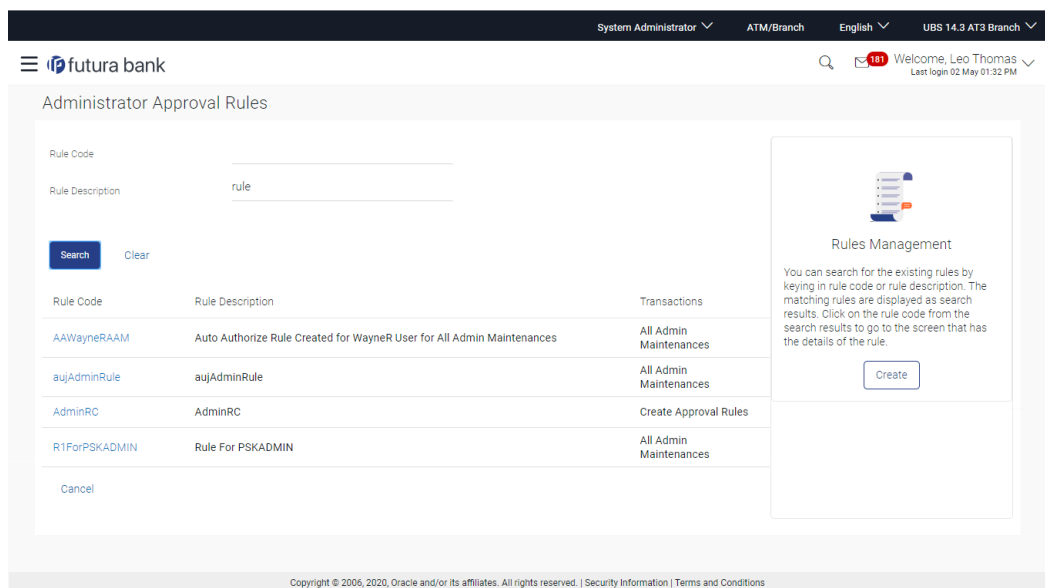 System Administrator ATM/Branch English UBS 14.3 AT3 Branch
futura bank
181 Welcome, Leo Thomas
Last login 02 May 01:32 PM
Administrator Approval Rules
Rule Code
Rule Description rule
Search Clear
Rule Code Rule Description Transactions
AAWayneRAAM Auto Authorize Rule Created for WayneR User for All Admin Maintenances All Admin
Maintenances
aujAdminRule aujAdminRule All Admin
Maintenances
AdminRC AdminRC Create Approval Rules
R1ForPSKADMIN Rule For PSKADMIN All Admin
Maintenances
Cancel
Rules Management
You can search for the existing rules by
keying in rule code or rule description. The
matching rules are displayed as search
results. Click on the rule code from the
search results to go to the screen that has
the details of the rule.
Create
Copyright © 2006, 2020, Oracle and/or its affiliates. All rights reserved. | Security Information | Terms and Conditions